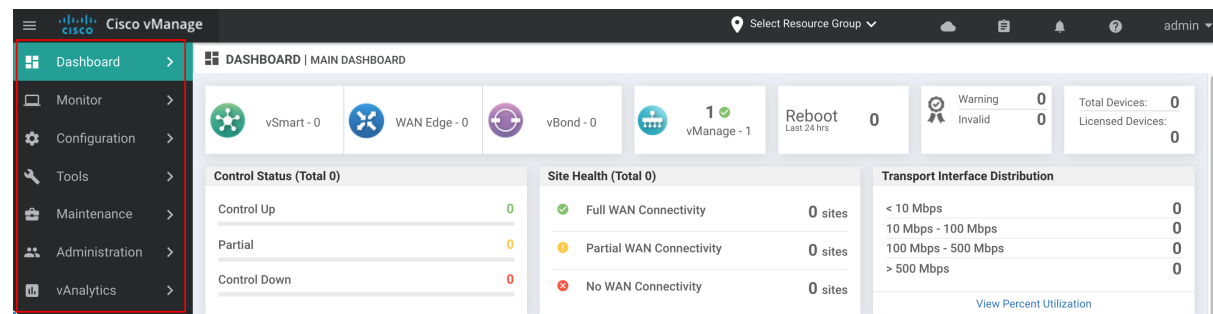 cisco Cisco vManage Select Resource Group admin
Dashboard
Monitor
Configuration
Tools
Maintenance
Administration
vAnalytics
DASHBOARD | MAIN DASHBOARD
vSmart - 0
WAN Edge - 0
vBond - 0
1
vManage - 1
Reboot 0
Last 24 hrs
Warning 0
Invalid 0
Total Devices: 0
Licensed Devices:
0
Control Status (Total 0)
Control Up 0
Partial 0
Control Down 0
Site Health (Total 0)
Full WAN Connectivity 0 sites
Partial WAN Connectivity 0 sites
No WAN Connectivity 0 sites
Transport Interface Distribution
< 10 Mbps 0
10 Mbps - 100 Mbps 0
100 Mbps - 500 Mbps 0
> 500 Mbps 0
View Percent Utilization